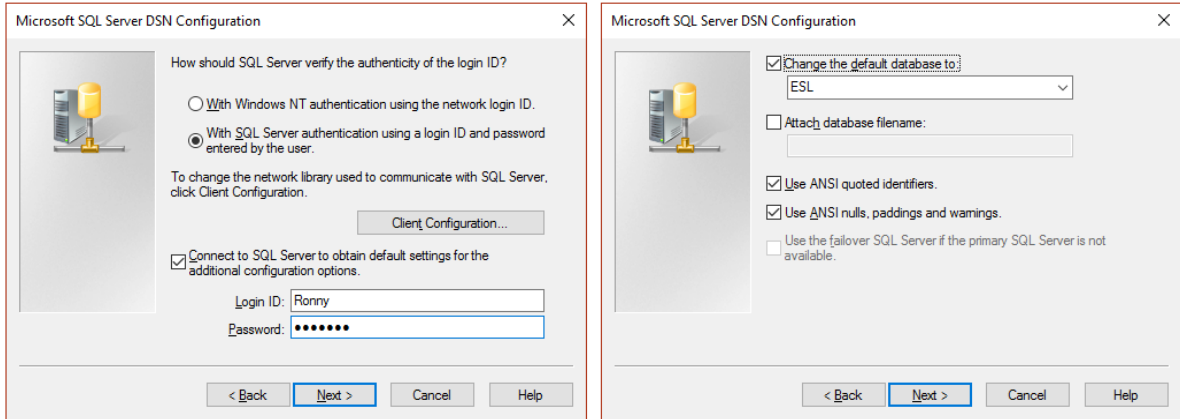 Microsoft SQL Server DSN Configuration
How should SQL Server verify the authenticity of the login ID?
With Windows NT authentication using the network login ID.
With SQL Server authentication using a login ID and password
entered by the user.
To change the network library used to communicate with SQL Server,
click Client Configuration.
Client Configuration...
Connect to SQL Server to obtain default settings for the
additional configuration options.
Login ID: Ronny
Password: •••••••
< Back Next > Cancel Help
Microsoft SQL Server DSN Configuration
Change the default database to:
ESL
Attach database filename:
Use ANSI quoted identifiers.
Use ANSI nulls, paddings and warnings.
Use the failover SQL Server if the primary SQL Server is not
available.
< Back Next > Cancel Help